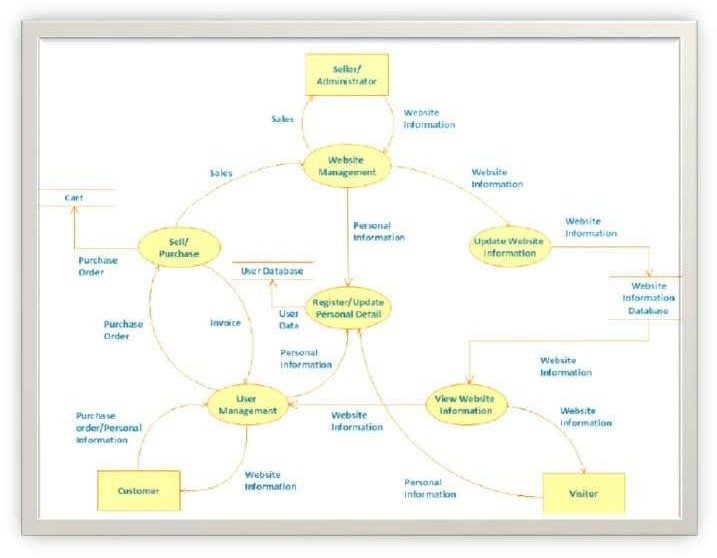 Seller/
Administrator
Sales
Website
Information
Website
Management
Sales
Website
Information
Cart
Personal
Information
Website
Information
Sell/
Purchase
Update Website
Information
Purchase
Order
User Database
Website
Information
Database
Register/Update
Personal Detail
User
Data
Purchase
Order
Invoice
Personal
Information
Website
Information
User
Management
View Website
Information
Purchase
order/Personal
Information
Website
Information
Website
Information
Website
Information
Personal
Information
Customer
Visitor